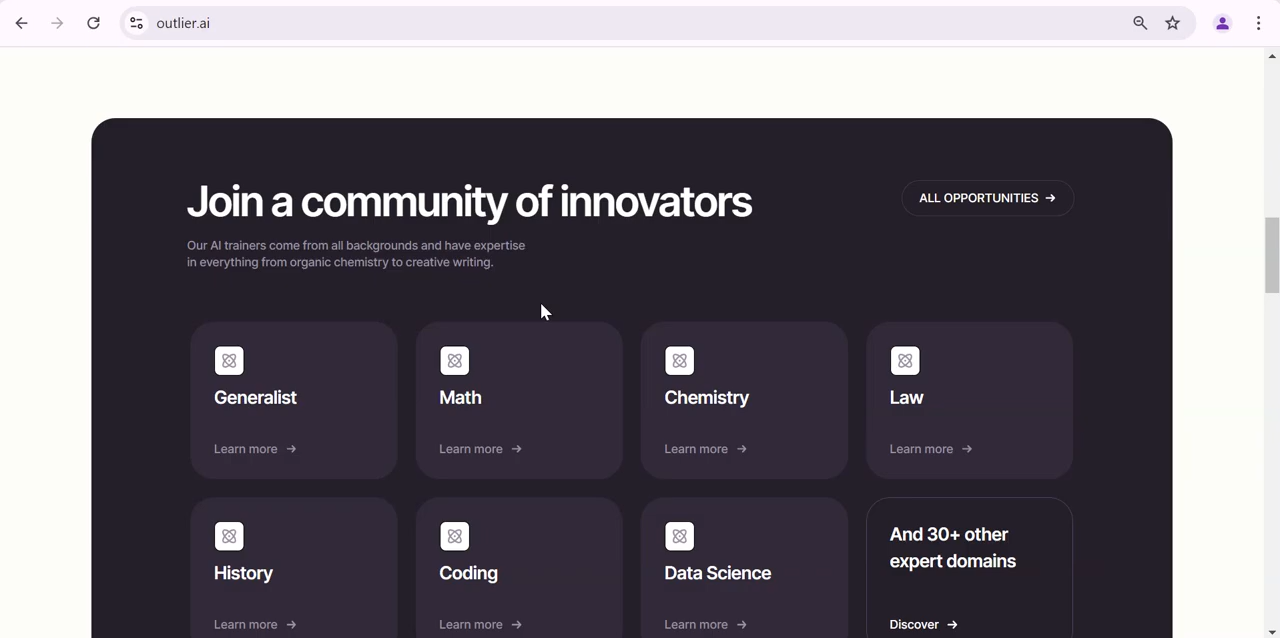 outlier.ai
Join a community of innovators
ALL OPPORTUNITIES →
Our AI trainers come from all backgrounds and have expertise
in everything from organic chemistry to creative writing.
Generalist
Learn more →
Math
Learn more →
Chemistry
Learn more →
Law
Learn more →
History
Learn more →
Coding
Learn more →
Data Science
Learn more →
And 30+ other
expert domains
Discover →